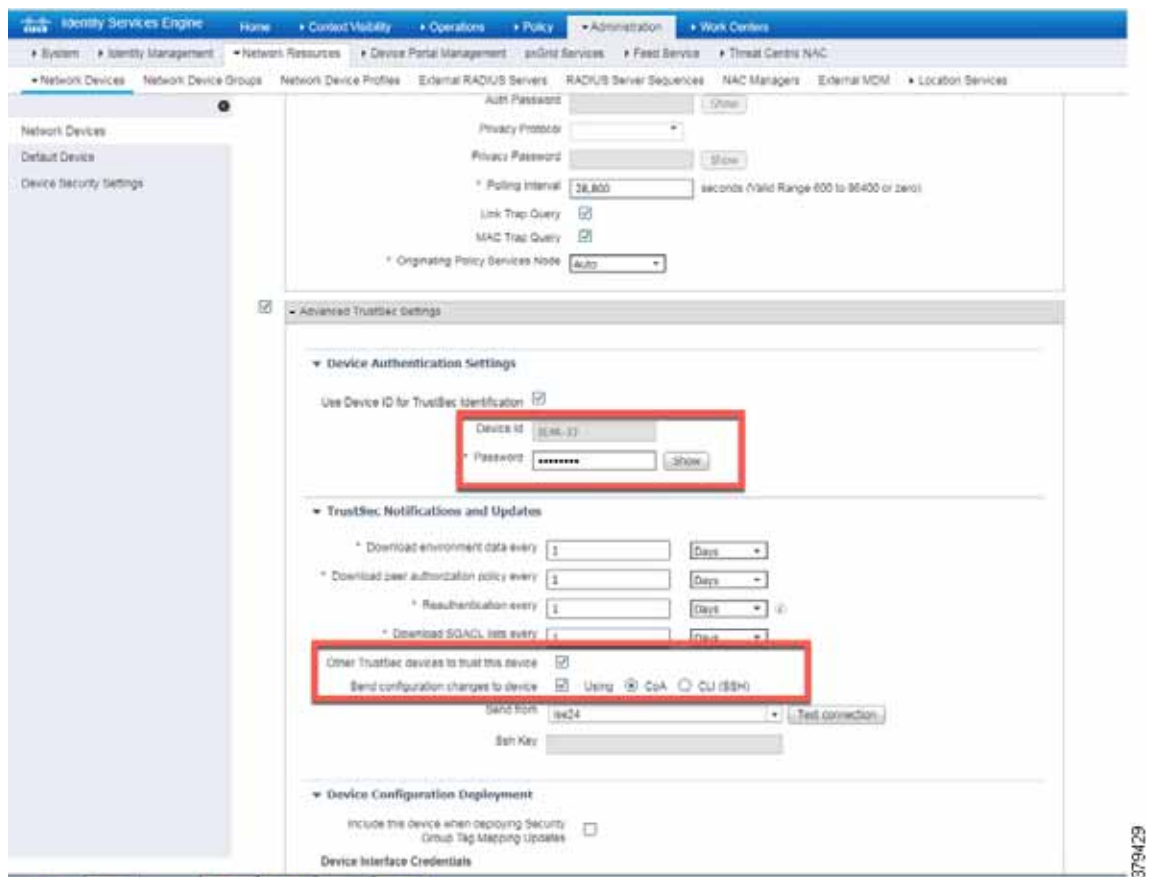 Identity Services Engine Home Context Visibility Operations Policy Administration Work Centers
System Identity Management Network Resources Device Portal Management pxGrid Services Feed Service Threat Centric NAC
Network Devices Network Device Groups Network Device Profiles External RADIUS Servers RADIUS Server Sequences NAC Managers External MDM Location Services
Network Devices
Default Device
Device Security Settings
Auth Password Show
Privacy Protocol
Privacy Password Show
* Polling Interval 28,800 seconds (Valid Range 600 to 86400 or zero)
Link Trap Query
MAC Trap Query
* Originating Policy Services Node Auto
Advanced TrustSec Settings
Device Authentication Settings
Use Device ID for TrustSec Identification
Device Id
* Password •••••••• Show
TrustSec Notifications and Updates
* Download environment data every 1 Days
* Download peer authorization policy every 1 Days
* Reauthentication every 1 Days
* Download SGACL lists every 1 Days
Other TrustSec devices to trust this device
Send configuration changes to device Using CoA CLI (SSH)
Send from ise24 Test connection
Ssh Key
Device Configuration Deployment
Include this device when deploying Security
Group Tag Mapping Updates
Device Interface Credentials
379429